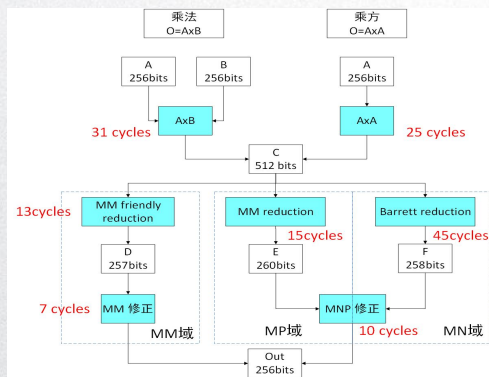 乘法
O=AxB
乘方
O=AxA
A
256bits
B
256bits
A
256bits
AxB
AxA
31 cycles
25 cycles
C
512 bits
13cycles
MM friendly
reduction
MM reduction
Barrett reduction
15cycles
45cycles
D
257bits
E
260bits
F
258bits
7 cycles
MM 修正
MNP 修正
MM域
MP域
10 cycles
MN域
Out
256bits